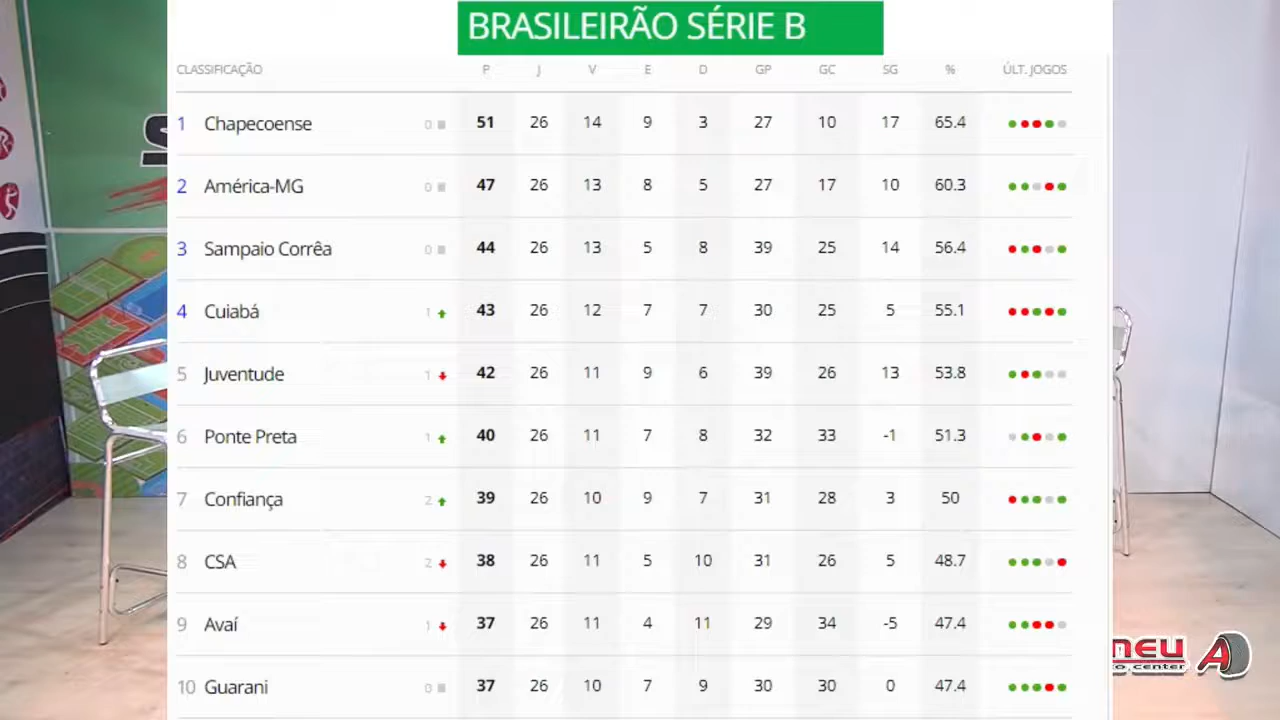 BRASILEIRÃO SÉRIE B
CLASSIFICAÇÃO P J V E D GP GC SG % ÚLT. JOGOS
1 Chapecoense 0 51 26 14 9 3 27 10 17 65.4
2 América-MG 0 47 26 13 8 5 27 17 10 60.3
3 Sampaio Corrêa 0 44 26 13 5 8 39 25 14 56.4
4 Cuiabá 1 43 26 12 7 7 30 25 5 55.1
5 Juventude 1 42 26 11 9 6 39 26 13 53.8
6 Ponte Preta 1 40 26 11 7 8 32 33 -1 51.3
7 Confiança 2 39 26 10 9 7 31 28 3 50
8 CSA 2 38 26 11 5 10 31 26 5 48.7
9 Avaí 1 37 26 11 4 11 29 34 -5 47.4
10 Guarani 0 37 26 10 7 9 30 30 0 47.4